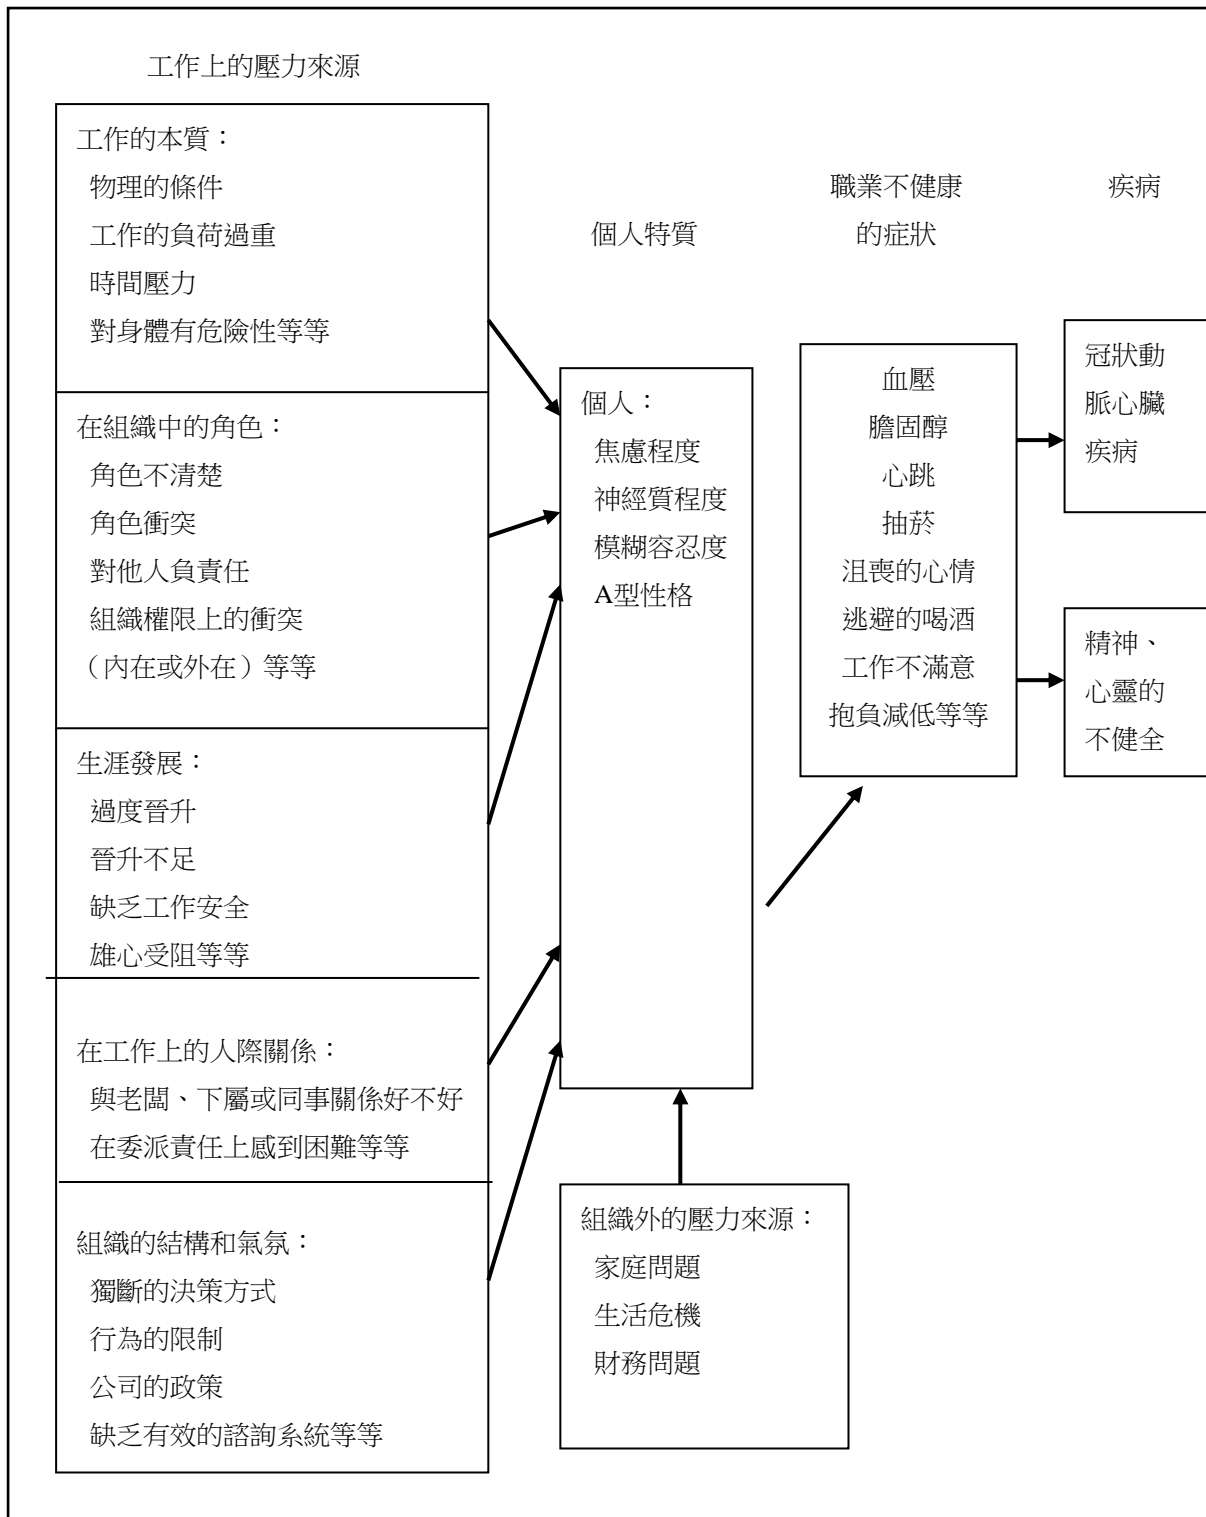 工作上的壓力來源
工作的本質：
物理的條件
工作的負荷過重
時間壓力
對身體有危險性等等
在組織中的角色：
角色不清楚
角色衝突
對他人負責任
組織權限上的衝突
（內在或外在）等等
生涯發展：
過度晉升
晉升不足
缺乏工作安全
雄心受阻等等
在工作上的人際關係：
與老闆、下屬或同事關係好不好
在委派責任上感到困難等等
組織的結構和氣氛：
獨斷的決策方式
行為的限制
公司的政策
缺乏有效的諮詢系統等等
個人特質
個人：
焦慮程度
神經質程度
模糊容忍度
A型性格
組織外的壓力來源：
家庭問題
生活危機
財務問題
職業不健康
的症狀
血壓
膽固醇
心跳
抽菸
沮喪的心情
逃避的喝酒
工作不滿意
抱負減低等等
疾病
冠狀動
脈心臟
疾病
精神、
心靈的
不健全